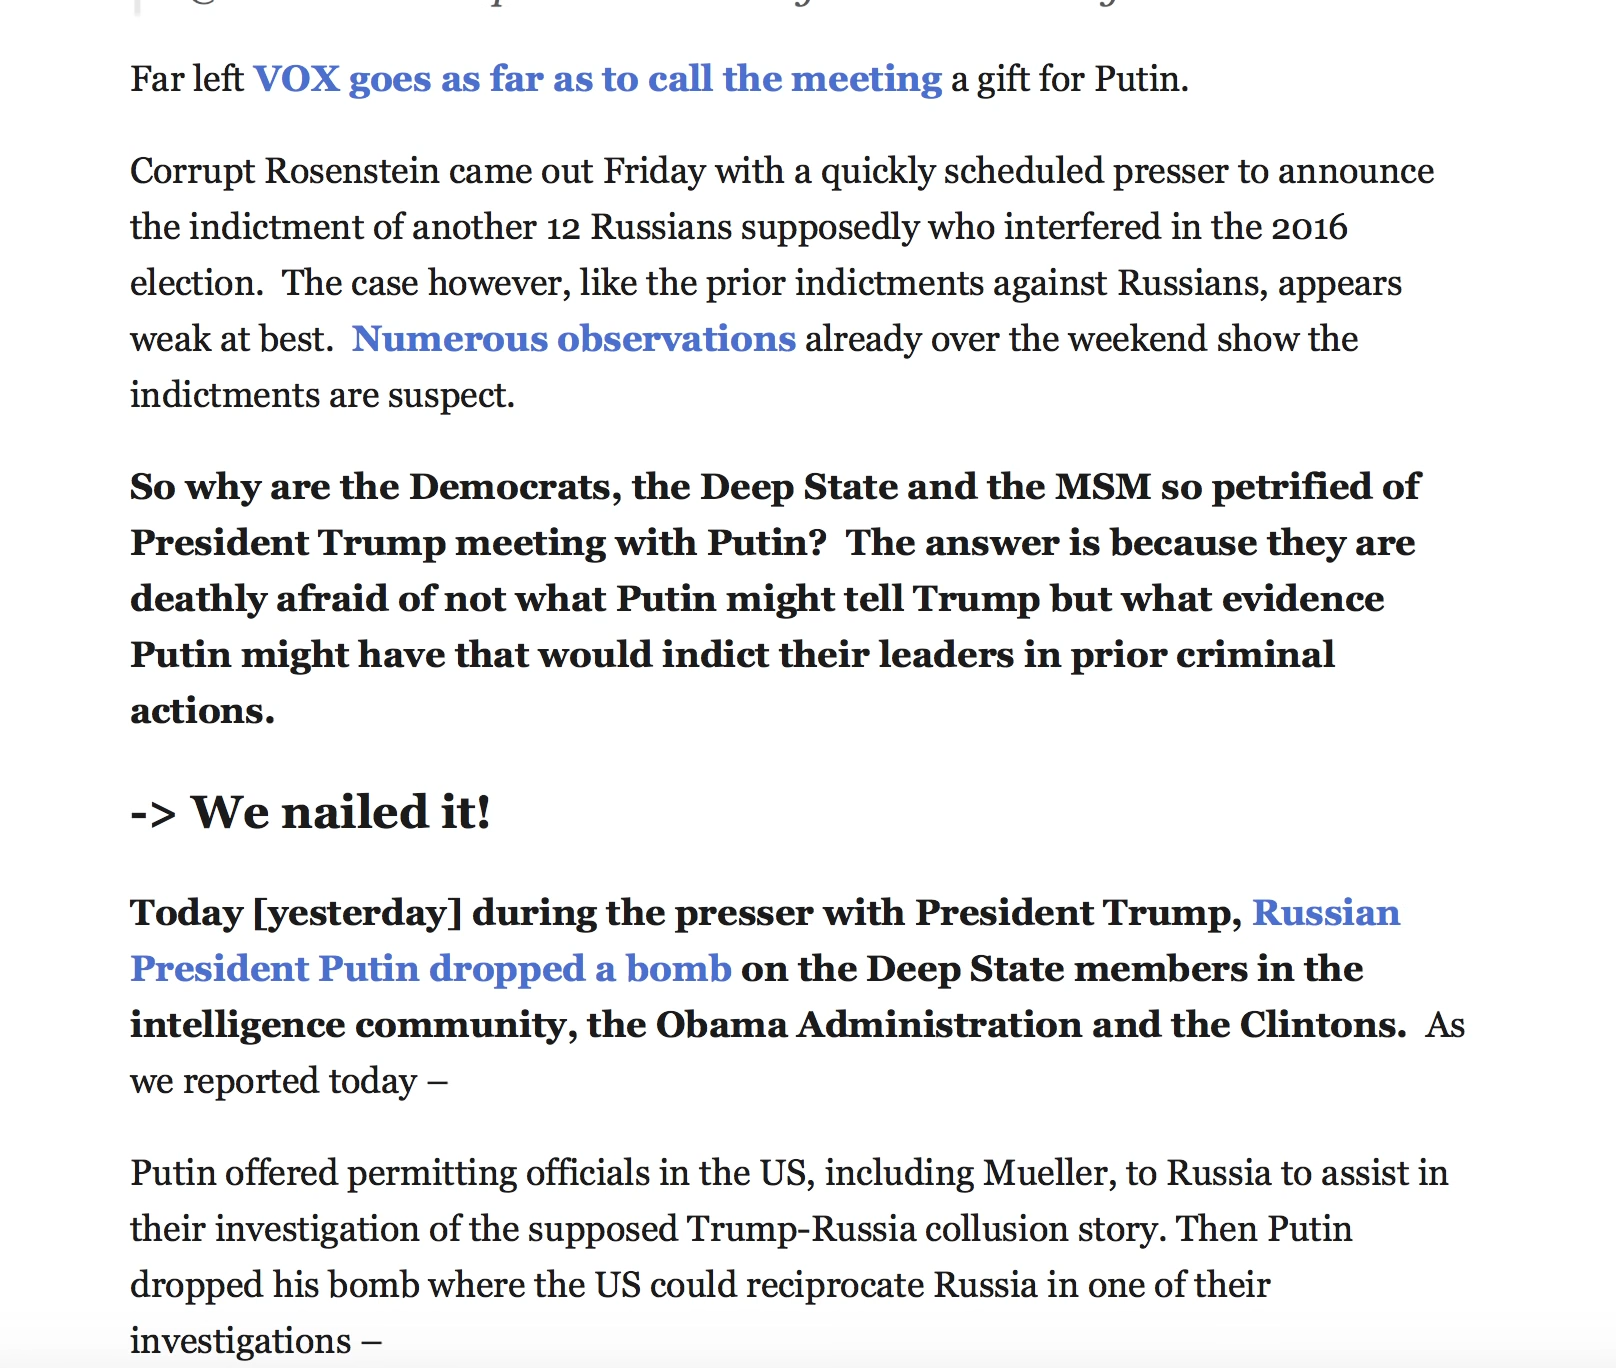 Far left VOX goes as far as to call the meeting a gift for Putin.
Corrupt Rosenstein came out Friday with a quickly scheduled presser to announce
the indictment of another 12 Russians supposedly who interfered in the 2016
election.  The case however, like the prior indictments against Russians, appears
weak at best.  Numerous observations already over the weekend show the
indictments are suspect.
So why are the Democrats, the Deep State and the MSM so petrified of
President Trump meeting with Putin?  The answer is because they are
deathly afraid of not what Putin might tell Trump but what evidence
Putin might have that would indict their leaders in prior criminal
actions.
-> We nailed it!
Today [yesterday] during the presser with President Trump, Russian
President Putin dropped a bomb on the Deep State members in the
intelligence community, the Obama Administration and the Clintons.  As
we reported today –
Putin offered permitting officials in the US, including Mueller, to Russia to assist in
their investigation of the supposed Trump-Russia collusion story. Then Putin
dropped his bomb where the US could reciprocate Russia in one of their
investigations –